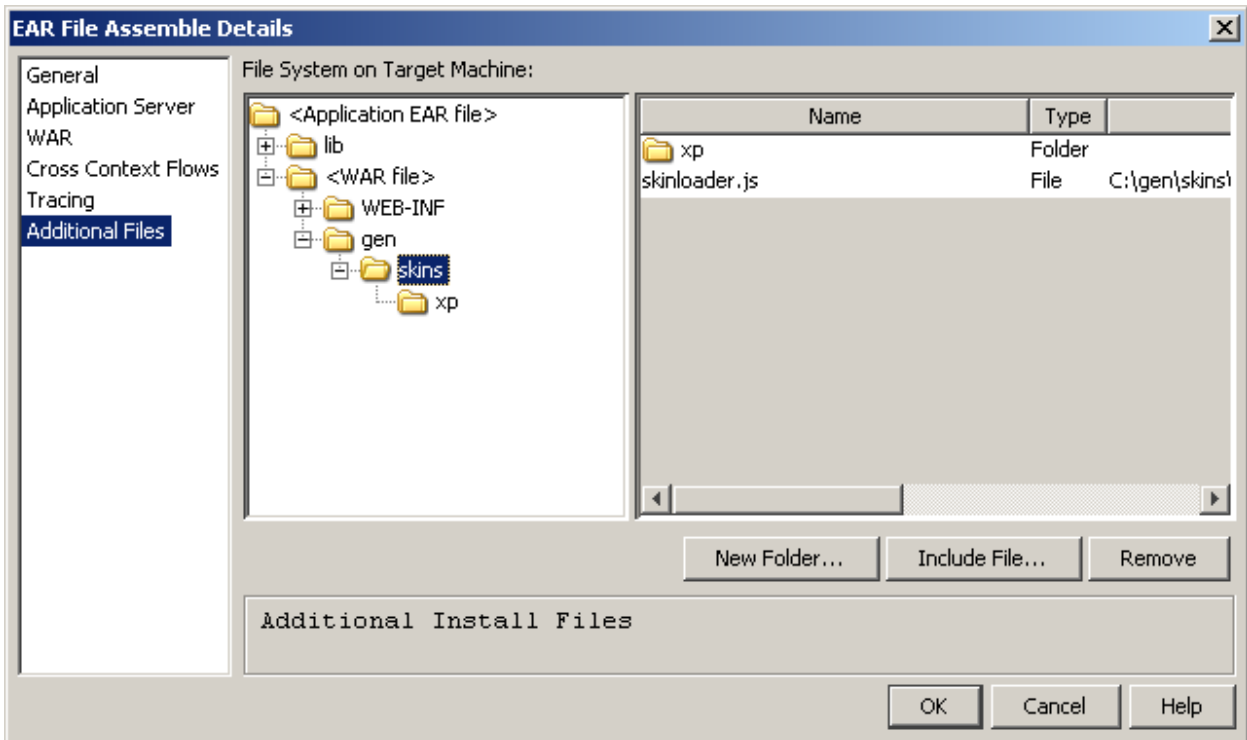 EAR File Assemble Details
General
Application Server
WAR
Cross Context Flows
Tracing
Additional Files
File System on Target Machine:
<Application EAR file>
lib
<WAR file>
WEB-INF
gen
skins
xp
Name Type
xp Folder
skinloader.js File C:\gen\skins\
New Folder... Include File... Remove
Additional Install Files
OK Cancel Help